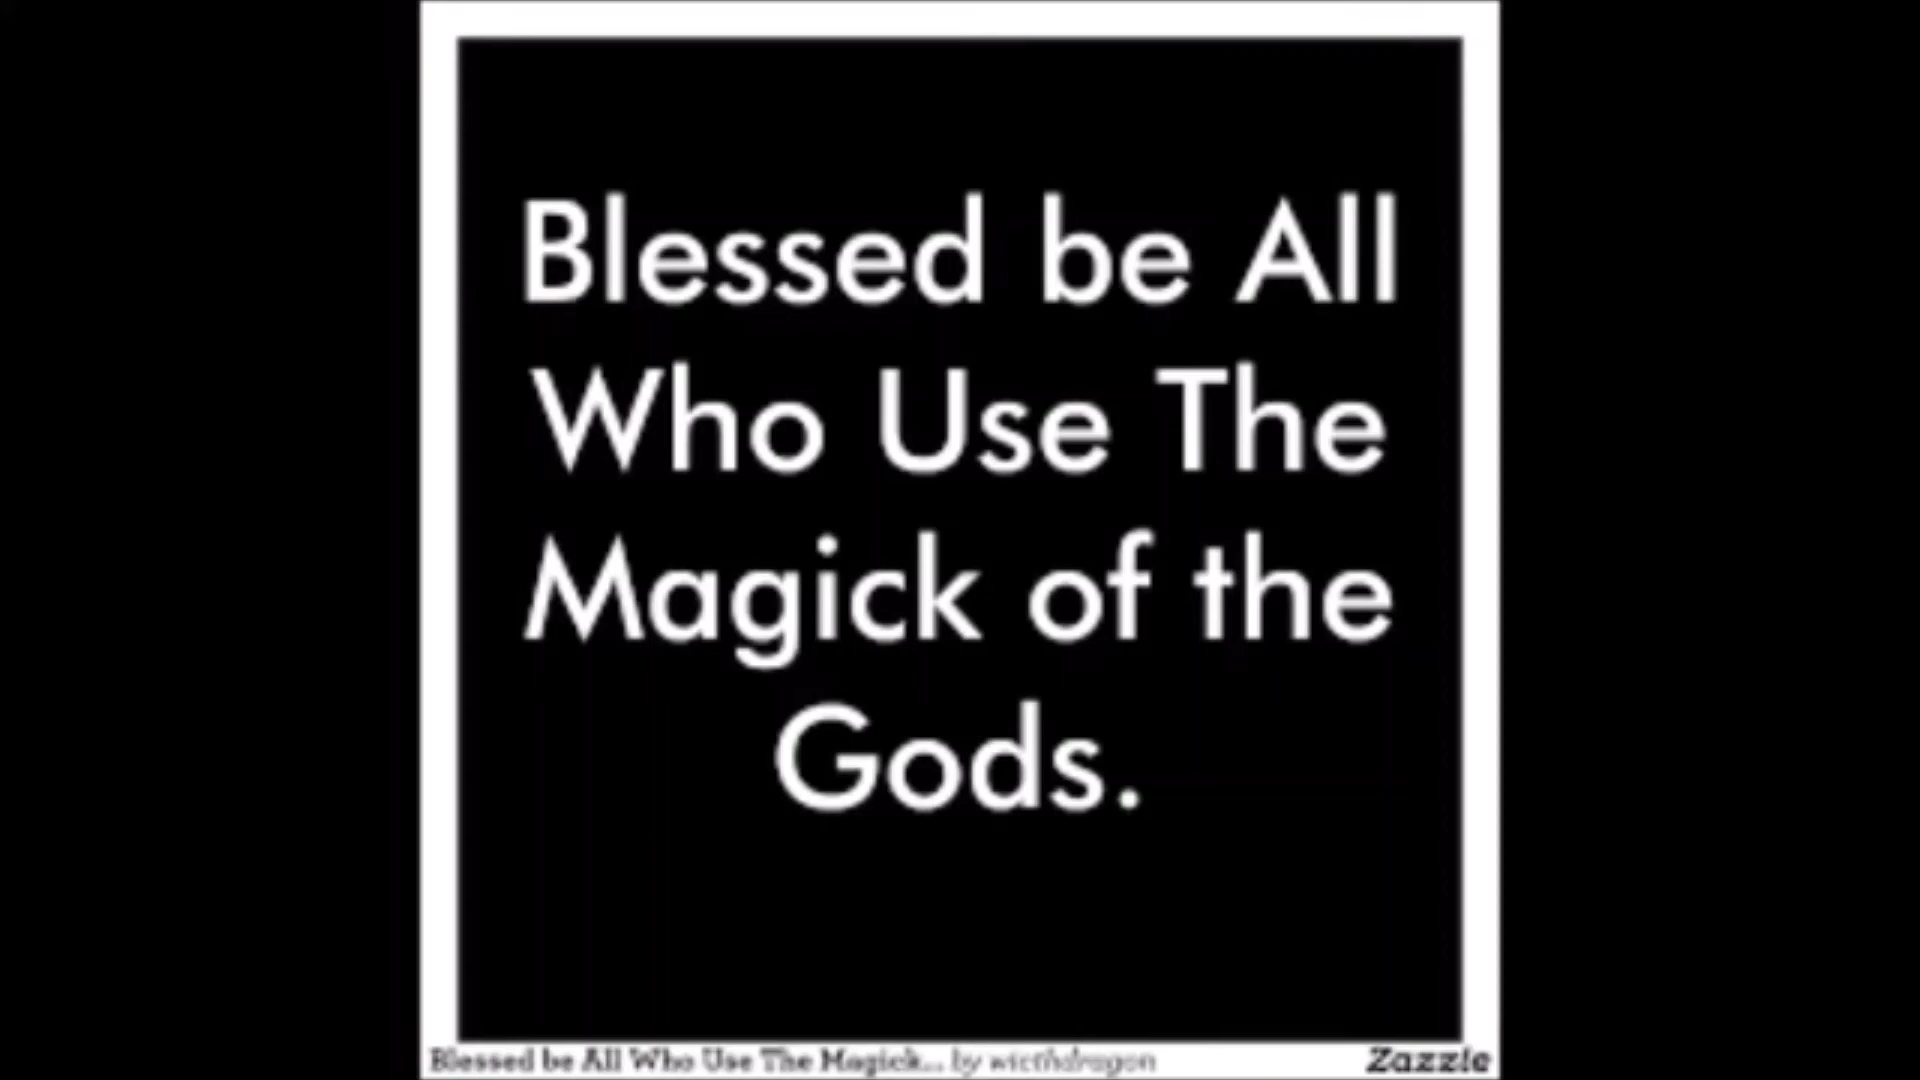 Blessed be All
Who Use The
Magick of the
Gods.
Blessed be All Who Use The Magick... by wicthdragon
Zazzle